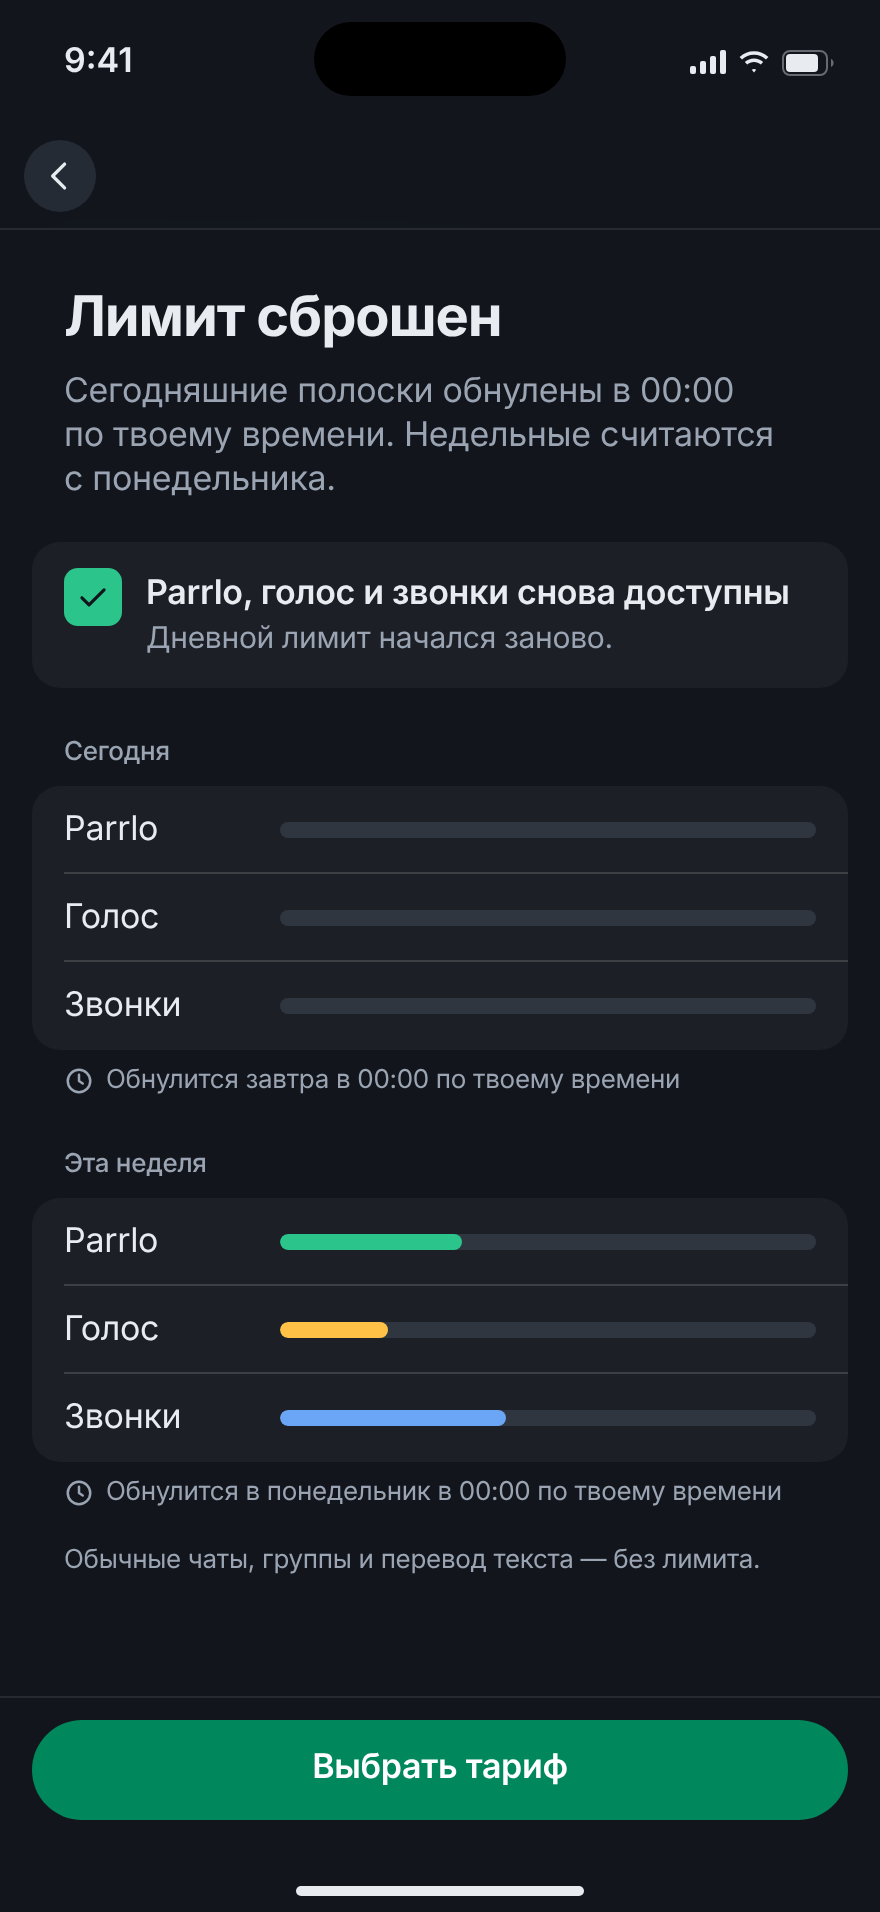 9:41
Лимит сброшен
Сегодняшние полоски обнулены в 00:00
по твоему времени. Недельные считаются
с понедельника.
Parrlo, голос и звонки снова доступны
Дневной лимит начался заново.
Сегодня
Parrlo
Голос
Звонки
Обнулится завтра в 00:00 по твоему времени
Эта неделя
Parrlo
Голос
Звонки
Обнулится в понедельник в 00:00 по твоему времени
Обычные чаты, группы и перевод текста — без лимита.
Выбрать тариф